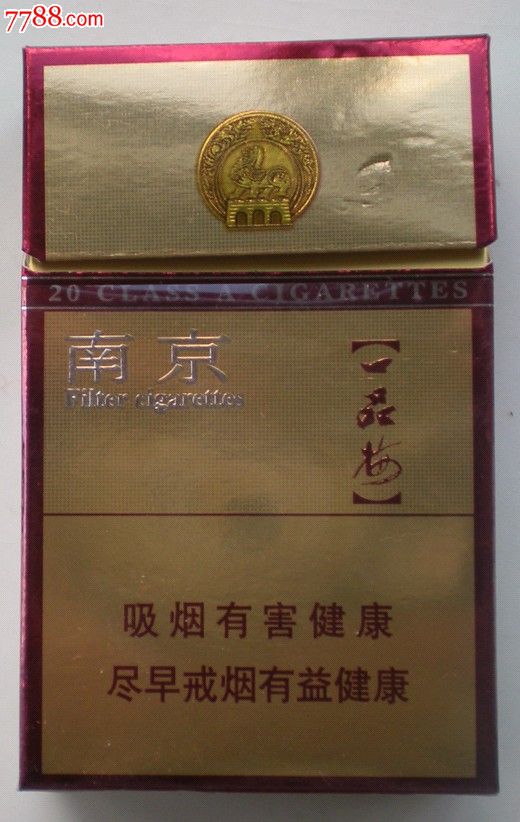 7788.com
20 CLASS A CIGARETTES
南京
Filter cigarettes
【一品梅】
吸烟有害健康
尽早戒烟有益健康